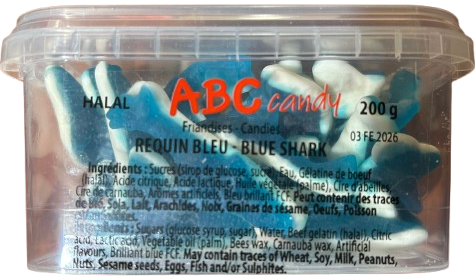 HALAL
ABC candy
200 g
Friandises - Candies
03 FE 2026
REQUIN BLEU - BLUE SHARK
Ingrédients : Sucres (sirop de glucose, sucre), Eau, Gélatine de boeuf
(halal), Acide citrique, Acide lactique, Huile végétale (palme), Cire d'abeilles,
Cire de carnauba, Arômes artificiels, Bleu brillant FCF. Peut contenir des traces
de Blé, Soja, Lait, Arachides, Noix, Graines de sésame, Oeufs, Poisson
Sugars (glucose syrup, sugar), Water, Beef gelatin (halal), Citric
acid, Lactic acid, Vegetable oil (palm), Bees wax, Carnauba wax, Artificial
flavours, Brilliant blue FCF. May contain traces of Wheat, Soy, Milk, Peanuts,
Nuts, Sesame seeds, Eggs, Fish and/or Sulphites.